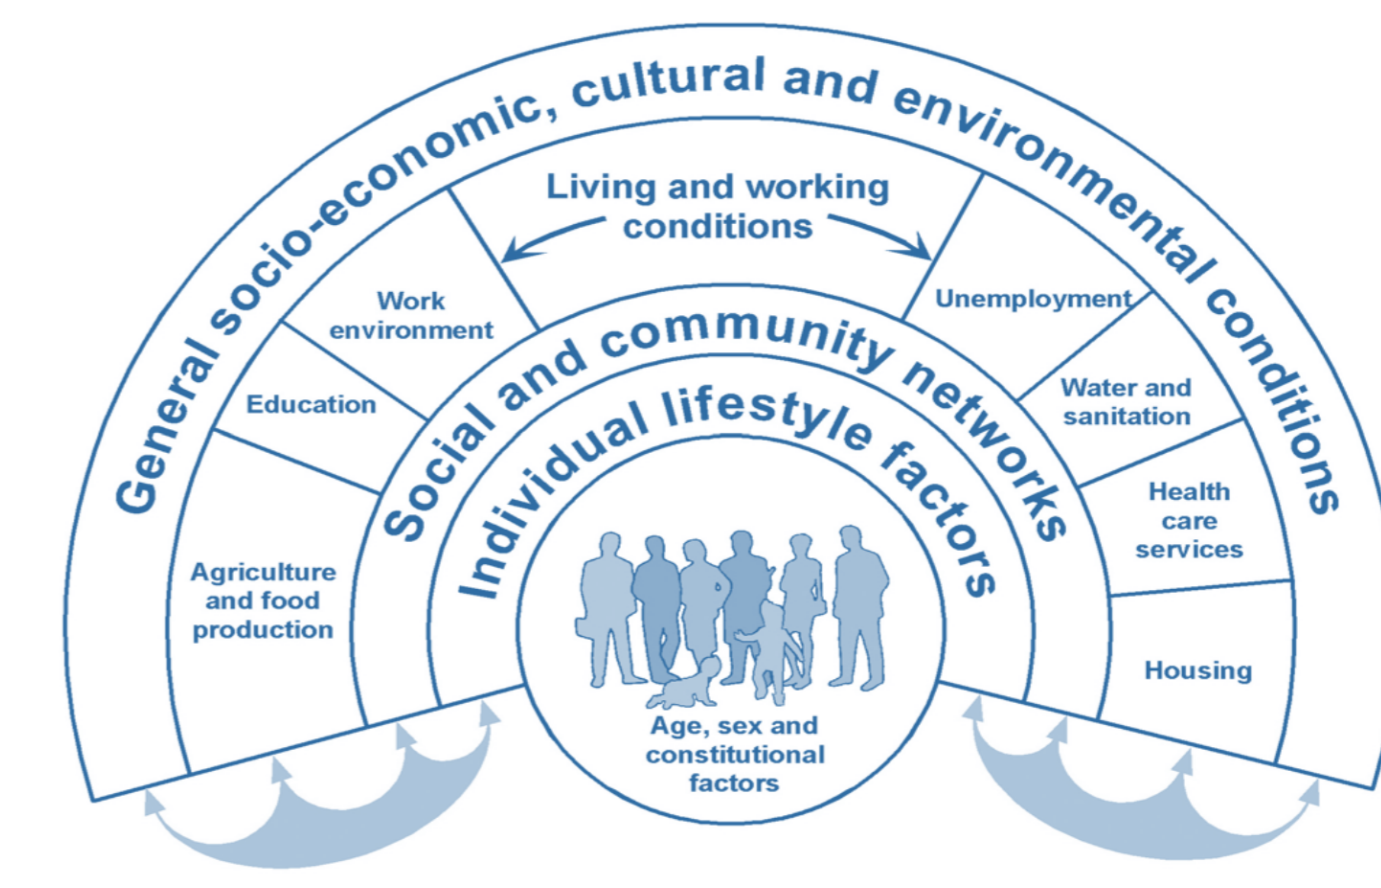 General socio-economic, cultural and environmental conditions
Living and working
conditions
Work
environment
Unemployment
Education
Water and
sanitation
Agriculture
and food
production
Health
care
services
Housing
Social and community networks
Individual lifestyle factors
Age, sex and
constitutional
factors